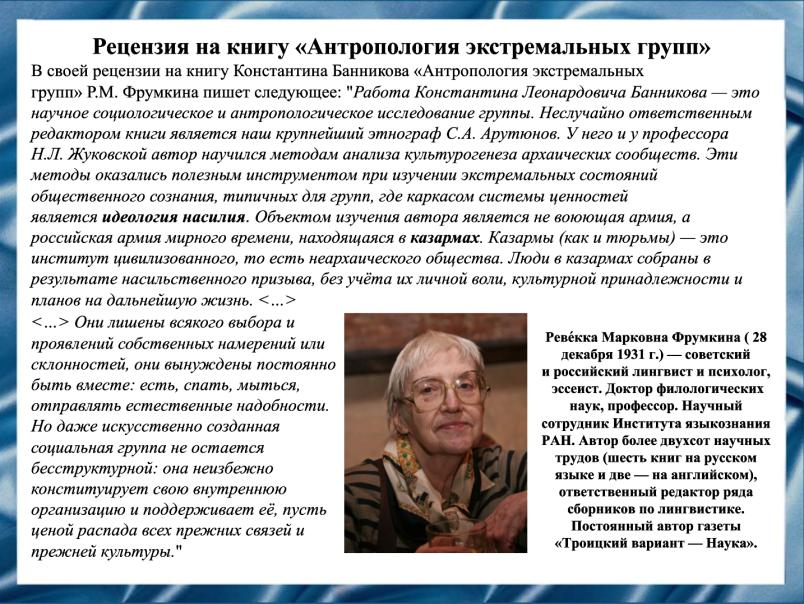 Рецензия на книгу «Антропология экстремальных групп»
В своей рецензии на книгу Константина Банникова «Антропология экстремальных
групп» Р.М. Фрумкина пишет следующее: "Работа Константина Леонардовича Банникова — это
научное социологическое и антропологическое исследование группы. Неслучайно ответственным
редактором книги является наш крупнейший этнограф С.А. Арутюнов. У него и у профессора
Н.Л. Жуковской автор научился методам анализа культурогенеза архаических сообществ. Эти
методы оказались полезным инструментом при изучении экстремальных состояний
общественного сознания, типичных для групп, где каркасом системы ценностей
является идеология насилия. Объектом изучения автора является не воюющая армия, а
российская армия мирного времени, находящаяся в казармах. Казармы (как и тюрьмы) — это
институт цивилизованного, то есть неархаического общества. Люди в казармах собраны в
результате насильственного призыва, без учёта их личной воли, культурной принадлежности и
планов на дальнейшую жизнь. <…>
<…> Они лишены всякого выбора и
проявлений собственных намерений или
склонностей, они вынуждены постоянно
быть вместе: есть, спать, мыться,
отправлять естественные надобности.
Но даже искусственно созданная
социальная группа не остается
бесструктурной: она неизбежно
конституирует свою внутреннюю
организацию и поддерживает её, пусть
ценой распада всех прежних связей и
прежней культуры."
Реве́кка Марковна Фрумкина ( 28
декабря 1931 г.) — советский
и российский лингвист и психолог,
эссеист. Доктор филологических
наук, профессор. Научный
сотрудник Института языкознания
РАН. Автор более двухсот научных
трудов (шесть книг на русском
языке и две — на английском),
ответственный редактор ряда
сборников по лингвистике.
Постоянный автор газеты
«Троицкий вариант — Наука».